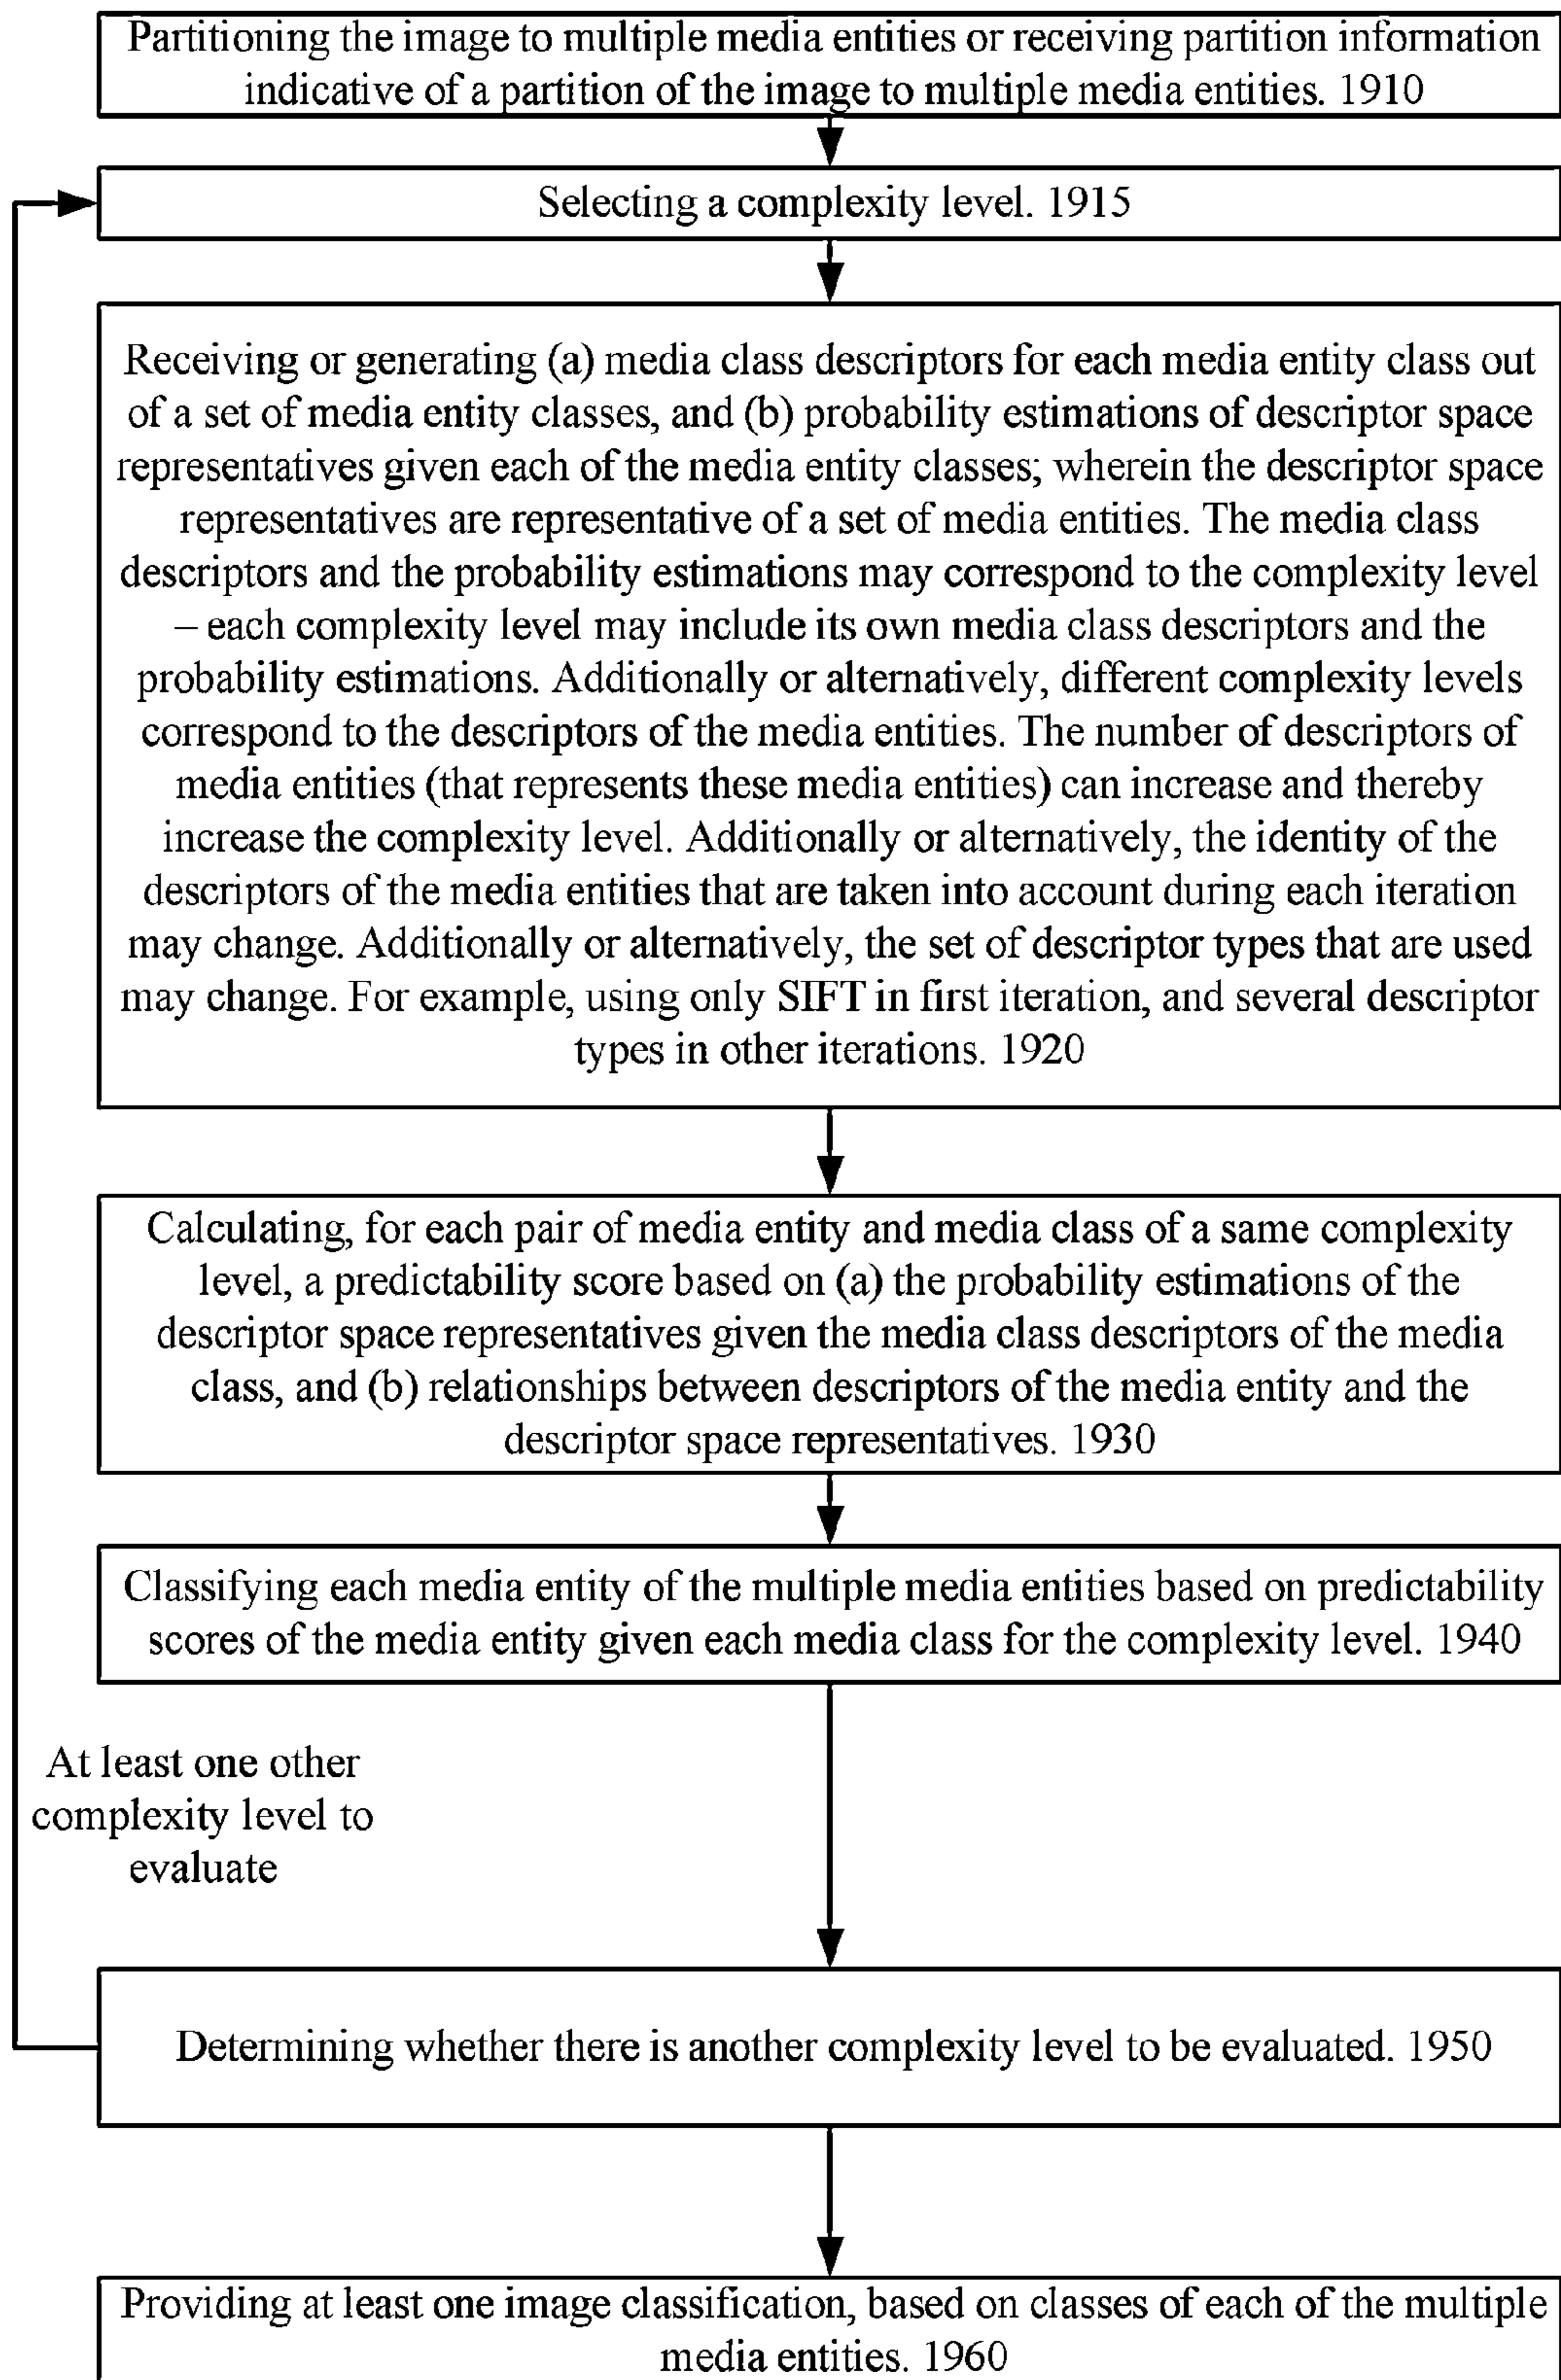 Partitioning the image to multiple media entities or receiving partition information
indicative of a partition of the image to multiple media entities. 1910
Selecting a complexity level. 1915
Receiving or generating (a) media class descriptors for each media entity class out
of a set of media entity classes, and (b) probability estimations of descriptor space
representatives given each of the media entity classes; wherein the descriptor space
representatives are representative of a set of media entities. The media class
descriptors and the probability estimations may correspond to the complexity level
– each complexity level may include its own media class descriptors and the
probability estimations. Additionally or alternatively, different complexity levels
correspond to the descriptors of the media entities. The number of descriptors of
media entities (that represents these media entities) can increase and thereby
increase the complexity level. Additionally or alternatively, the identity of the
descriptors of the media entities that are taken into account during each iteration
may change. Additionally or alternatively, the set of descriptor types that are used
may change. For example, using only SIFT in first iteration, and several descriptor
types in other iterations. 1920
Calculating, for each pair of media entity and media class of a same complexity
level, a predictability score based on (a) the probability estimations of the
descriptor space representatives given the media class descriptors of the media
class, and (b) relationships between descriptors of the media entity and the
descriptor space representatives. 1930
Classifying each media entity of the multiple media entities based on predictability
scores of the media entity given each media class for the complexity level. 1940
At least one other
complexity level to
evaluate
Determining whether there is another complexity level to be evaluated. 1950
Providing at least one image classification, based on classes of each of the multiple
media entities. 1960